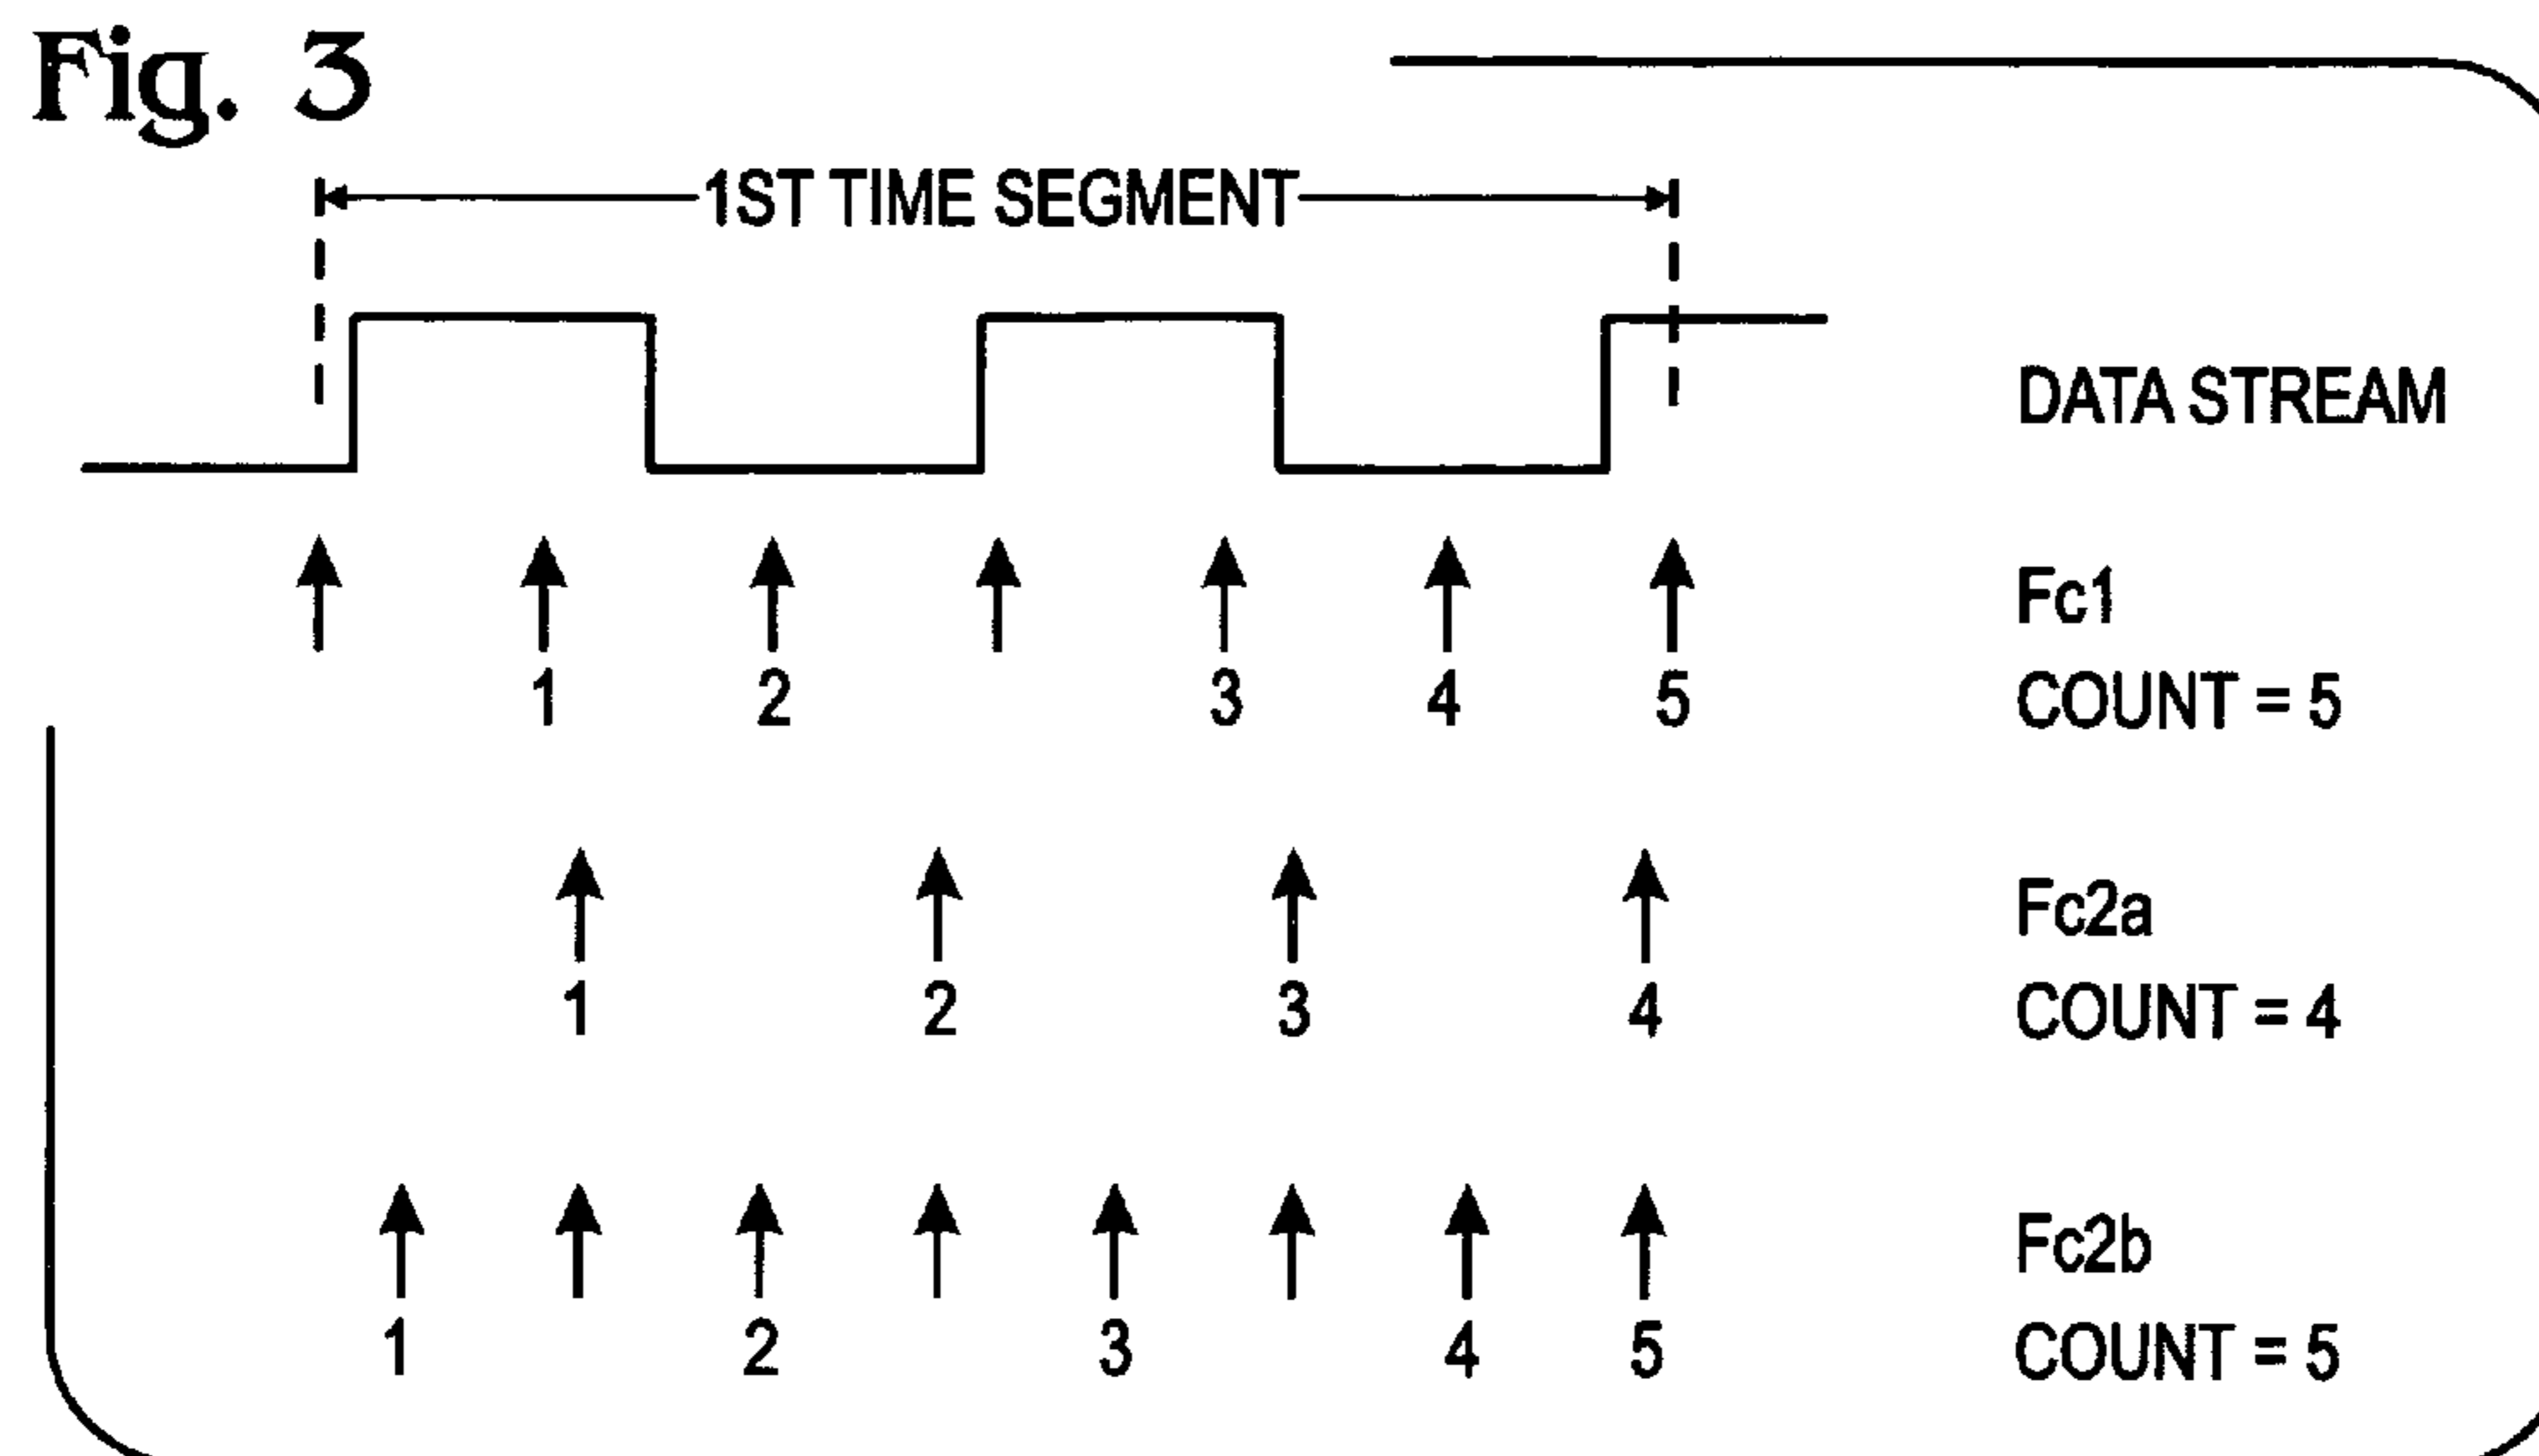 Fig. 3
1ST TIME SEGMENT
DATA STREAM
Fc1
1 2 3 4 5 COUNT = 5
Fc2a
1 2 3 4 COUNT = 4
Fc2b
1 2 3 4 5 COUNT = 5